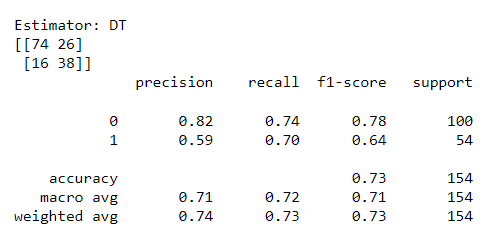 Estimator: DT
[[74 26]
 [16 38]]
precision recall f1-score support
0 0.82 0.74 0.78 100
1 0.59 0.70 0.64 54
accuracy 0.73 154
macro avg 0.71 0.72 0.71 154
weighted avg 0.74 0.73 0.73 154